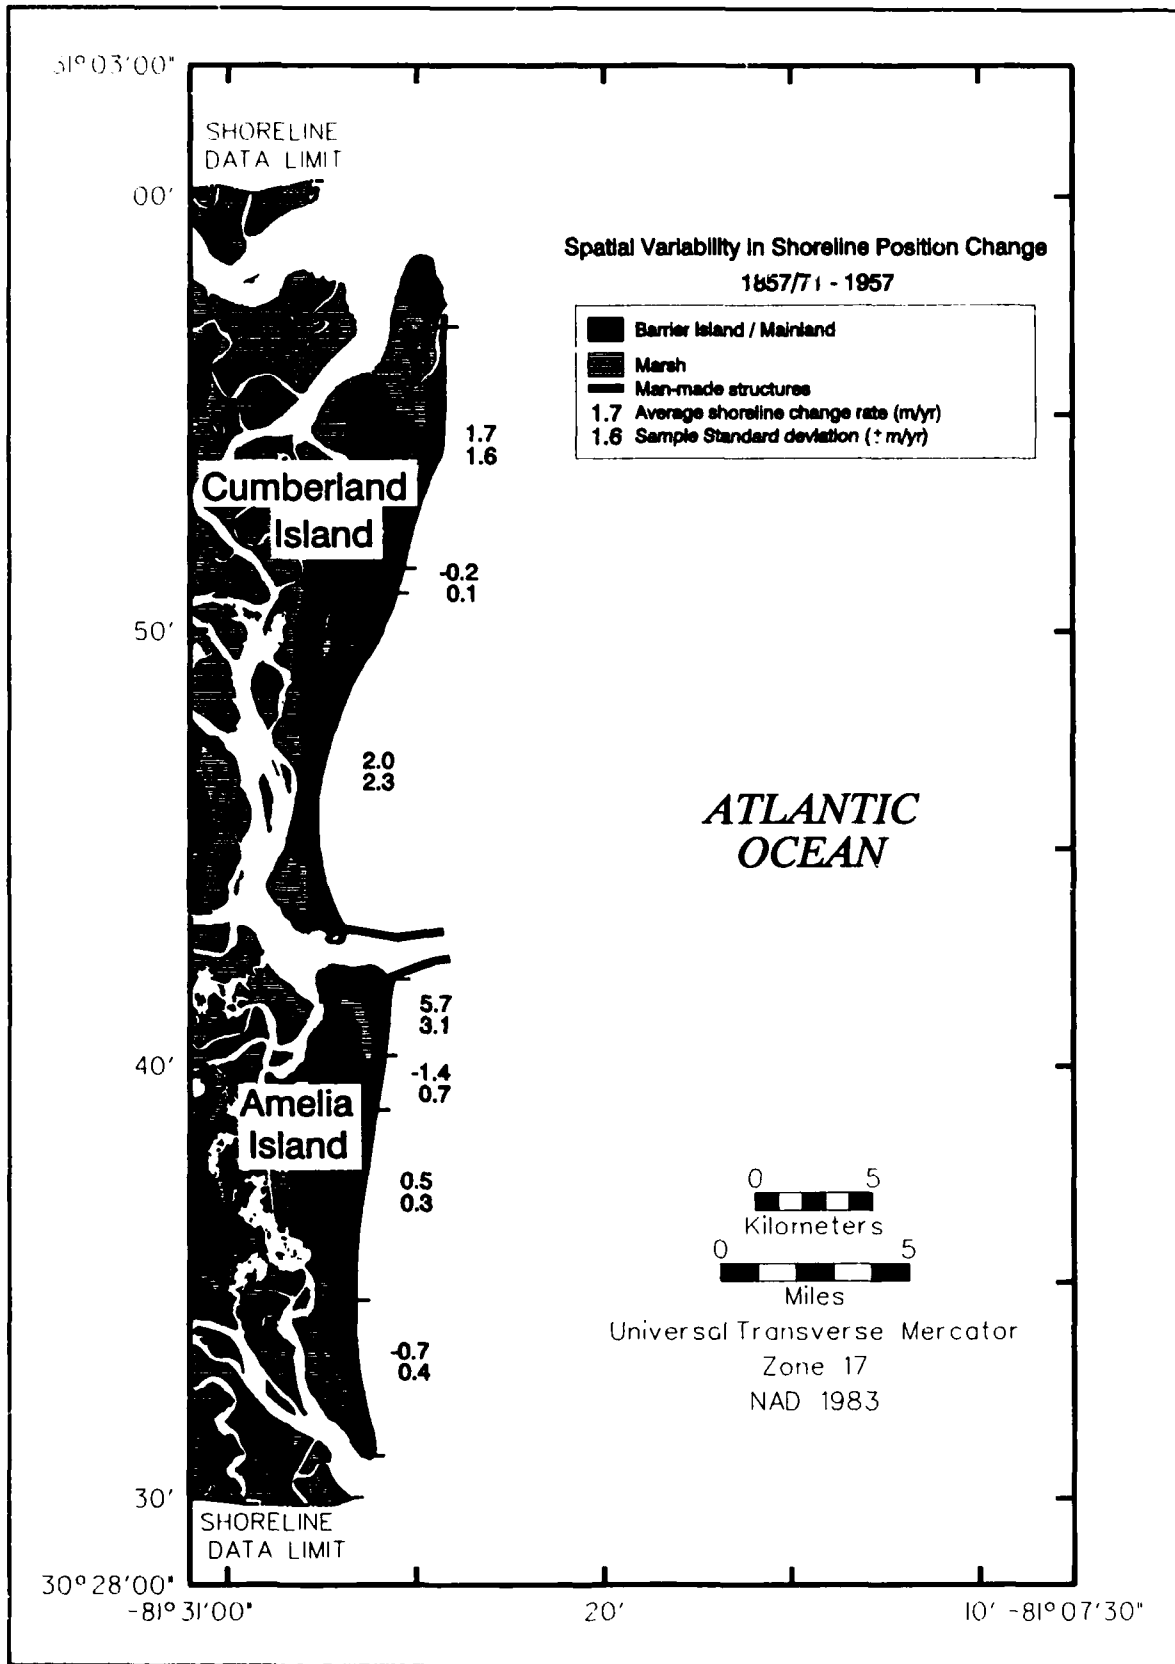 31°03'00"
SHORELINE
DATA LIMIT
00'
Spatial Variability in Shoreline Position Change
1857/71 - 1957
Barrier Island / Mainland
Marsh
Man-made structures
1.7 Average shoreline change rate (m/yr)
1.6 Sample Standard deviation (± m/yr)
1.7
1.6
Cumberland
Island
-0.2
0.1
50'
2.0
2.3
ATLANTIC
OCEAN
5.7
3.1
40'
-1.4
0.7
Amelia
Island
0.5
0.3
0 5
Kilometers
0 5
Miles
Universal Transverse Mercator
Zone 17
NAD 1983
-0.7
0.4
30'
SHORELINE
DATA LIMIT
30°28'00"
-81°31'00" 20' 10' -81°07'30"